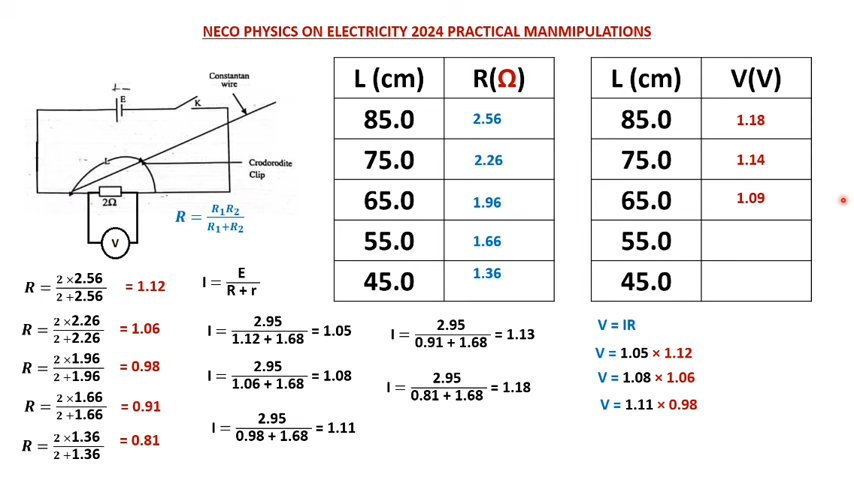 NECO PHYSICS ON ELECTRICITY 2024 PRACTICAL MANMIPULATIONS
+ –
E
K
Constantan
wire
L
Crodorodite
Clip
2Ω
V
R = R₁R₂ / R₁+R₂
L (cm) R(Ω)
85.0 2.56
75.0 2.26
65.0 1.96
55.0 1.66
45.0 1.36
L (cm) V(V)
85.0 1.18
75.0 1.14
65.0 1.09
55.0
45.0
R = 2 ×2.56 / 2 +2.56 = 1.12
R = 2 ×2.26 / 2 +2.26 = 1.06
R = 2 ×1.96 / 2 +1.96 = 0.98
R = 2 ×1.66 / 2 +1.66 = 0.91
R = 2 ×1.36 / 2 +1.36 = 0.81
I = E / R + r
I = 2.95 / 1.12 + 1.68 = 1.05
I = 2.95 / 1.06 + 1.68 = 1.08
I = 2.95 / 0.98 + 1.68 = 1.11
I = 2.95 / 0.91 + 1.68 = 1.13
I = 2.95 / 0.81 + 1.68 = 1.18
V = IR
V = 1.05 × 1.12
V = 1.08 × 1.06
V = 1.11 × 0.98